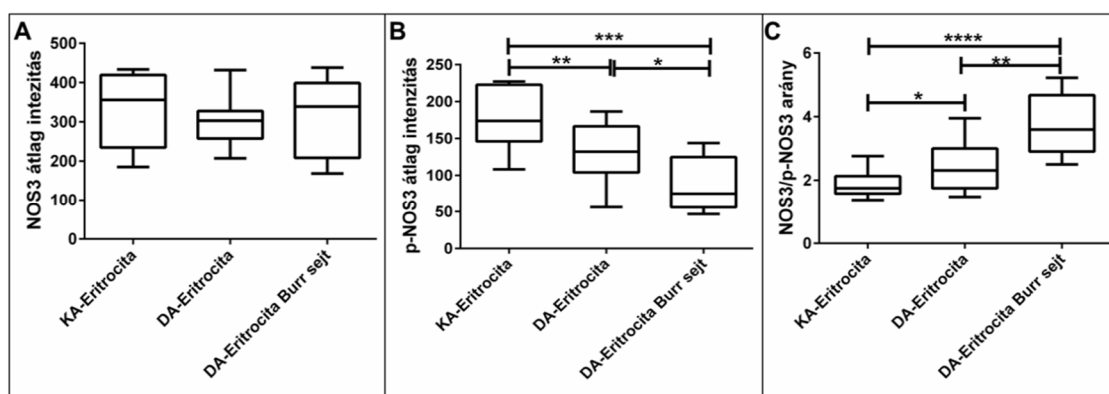 A
NOS3 átlag intezitás
500
400
300
200
100
0
KA-Eritrocita
DA-Eritrocita
DA-Eritrocita Burr sejt
B
p-NOS3 átlag intenzitás
250
200
150
100
50
0
***
**
*
KA-Eritrocita
DA-Eritrocita
DA-Eritrocita Burr sejt
C
NOS3/p-NOS3 arány
6
4
2
0
****
**
*
KA-Eritrocita
DA-Eritrocita
DA-Eritrocita Burr sejt